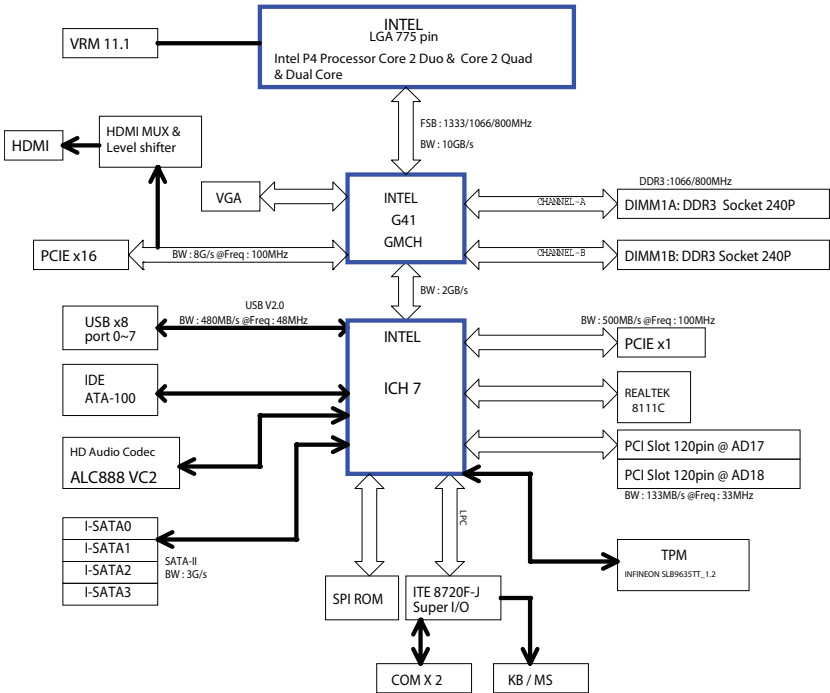 INTEL
LGA 775 pin
Intel P4 Processor Core 2 Duo & Core 2 Quad
& Dual Core
VRM 11.1
FSB : 1333/1066/800MHz
BW : 10GB/s
HDMI
HDMI MUX &
Level shifter
VGA
INTEL
G41
GMCH
DDR3 :1066/800MHz
CHANNEL-A
DIMM1A: DDR3 Socket 240P
PCIE x16
BW : 8G/s @Freq : 100MHz
CHANNEL-B
DIMM1B: DDR3 Socket 240P
BW : 2GB/s
USB x8
port 0~7
USB V2.0
BW : 480MB/s @Freq : 48MHz
INTEL
ICH 7
BW : 500MB/s @Freq : 100MHz
PCIE x1
IDE
ATA-100
REALTEK
8111C
HD Audio Codec
ALC888 VC2
PCI Slot 120pin @ AD17
PCI Slot 120pin @ AD18
BW : 133MB/s @Freq : 33MHz
LPC
I-SATA0
I-SATA1
I-SATA2
I-SATA3
SATA-II
BW : 3G/s
TPM
INFINEON SLB9635TT_1.2
SPI ROM
ITE 8720F-J
Super I/O
COM X 2
KB / MS